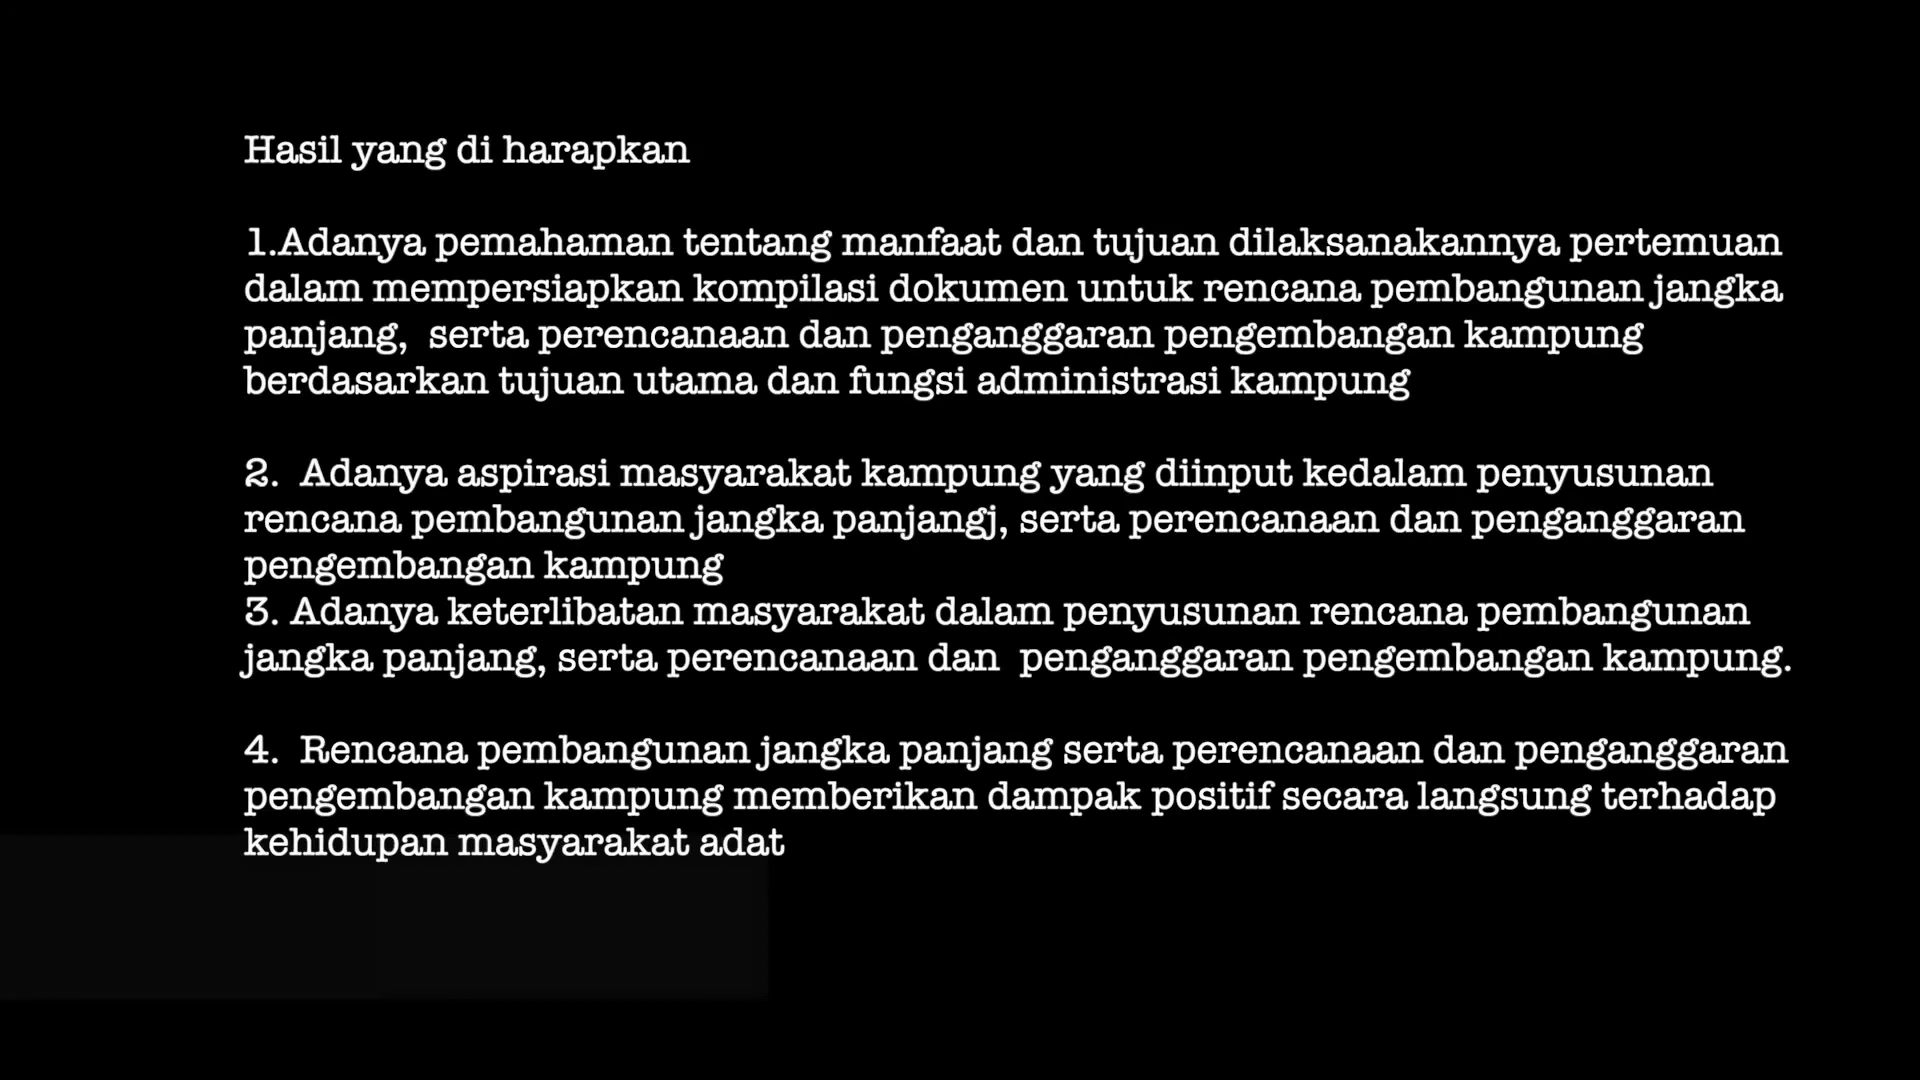 Hasil yang di harapkan
1.Adanya pemahaman tentang manfaat dan tujuan dilaksanakannya pertemuan
dalam mempersiapkan kompilasi dokumen untuk rencana pembangunan jangka
panjang,  serta perencanaan dan penganggaran pengembangan kampung
berdasarkan tujuan utama dan fungsi administrasi kampung
2.  Adanya aspirasi masyarakat kampung yang diinput kedalam penyusunan
rencana pembangunan jangka panjangj, serta perencanaan dan penganggaran
pengembangan kampung
3. Adanya keterlibatan masyarakat dalam penyusunan rencana pembangunan
jangka panjang, serta perencanaan dan  penganggaran pengembangan kampung.
4.  Rencana pembangunan jangka panjang serta perencanaan dan penganggaran
pengembangan kampung memberikan dampak positif secara langsung terhadap
kehidupan masyarakat adat